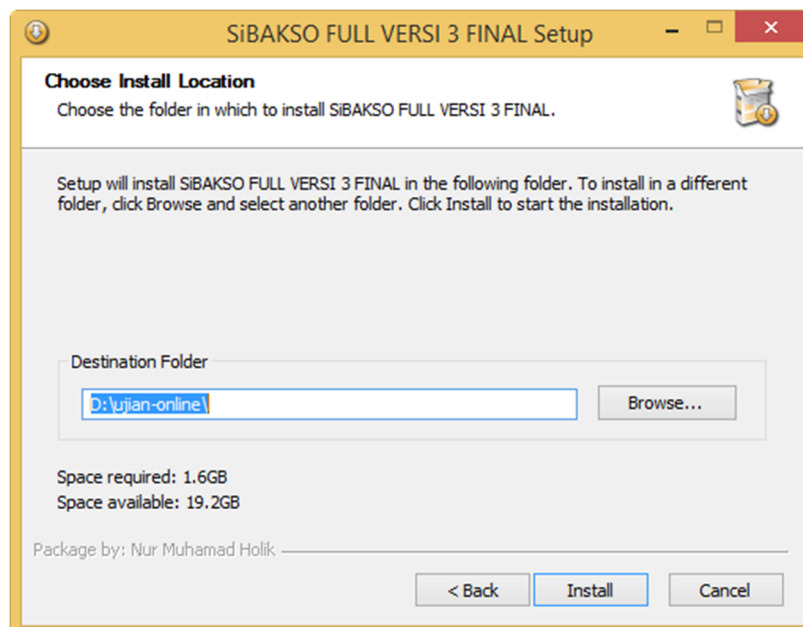 SiBAKSO FULL VERSI 3 FINAL Setup
Choose Install Location
Choose the folder in which to install SiBAKSO FULL VERSI 3 FINAL.
Setup will install SiBAKSO FULL VERSI 3 FINAL in the following folder. To install in a different
folder, click Browse and select another folder. Click Install to start the installation.
Destination Folder
D:\ujian-online\
Browse...
Space required: 1.6GB
Space available: 19.2GB
Package by: Nur Muhamad Holik
< Back
Install
Cancel